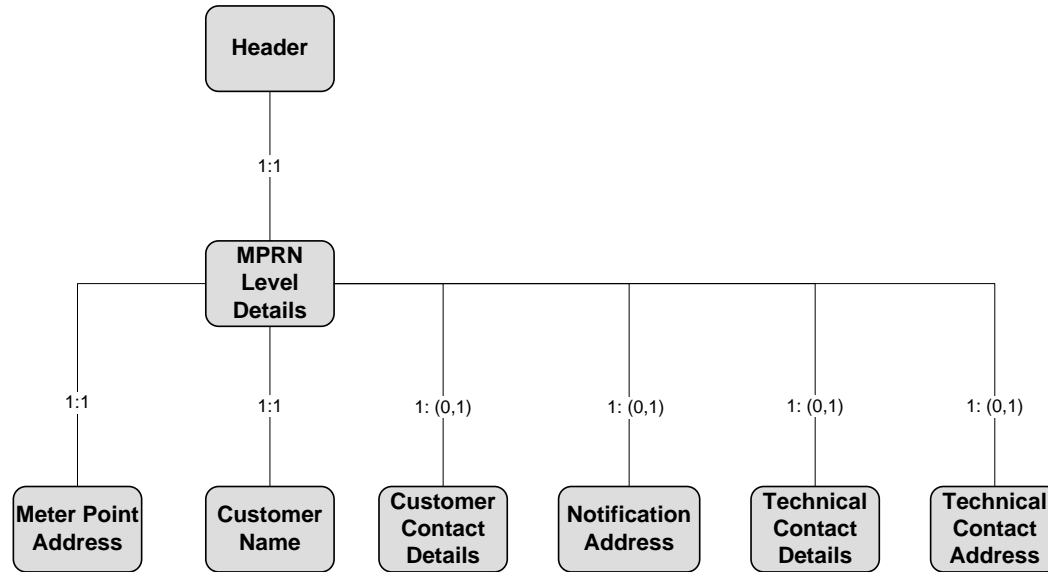 Header
1:1
MPRN
Level
Details
1:1
1:1
1: (0,1)
1: (0,1)
1: (0,1)
1: (0,1)
Meter Point
Address
Customer
Name
Customer
Contact
Details
Notification
Address
Technical
Contact
Details
Technical
Contact
Address